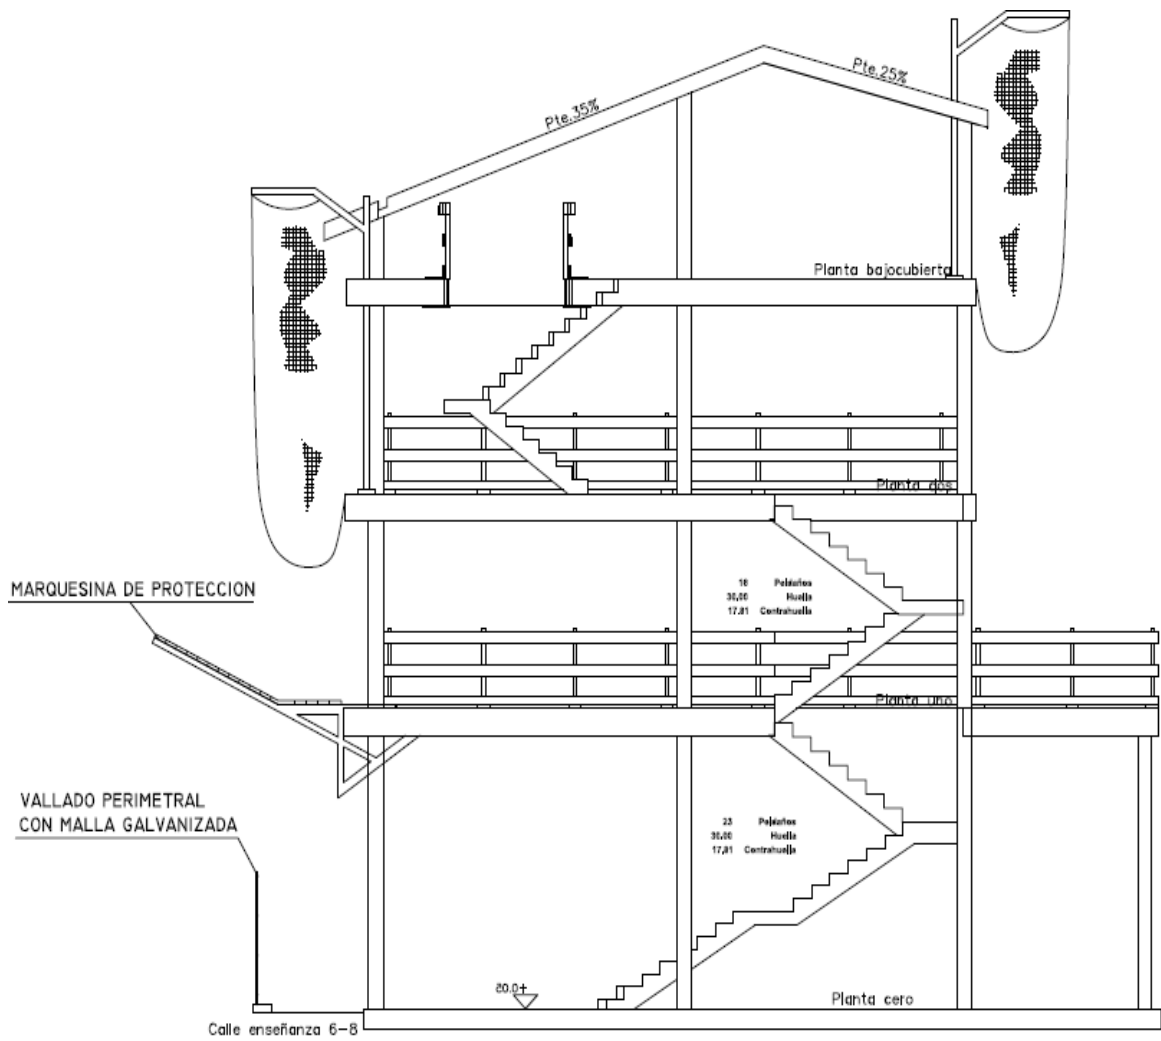 Pte.25%
Pte.35%
Planta bajocubierta
Planta dos
MARQUESINA DE PROTECCION
18 Peldaños
30,00 Huella
17,81 Contrahuella
Planta uno
VALLADO PERIMETRAL
CON MALLA GALVANIZADA
23 Peldaños
30,00 Huella
17,81 Contrahuella
+0.05
Planta cero
Calle enseñanza 6-8